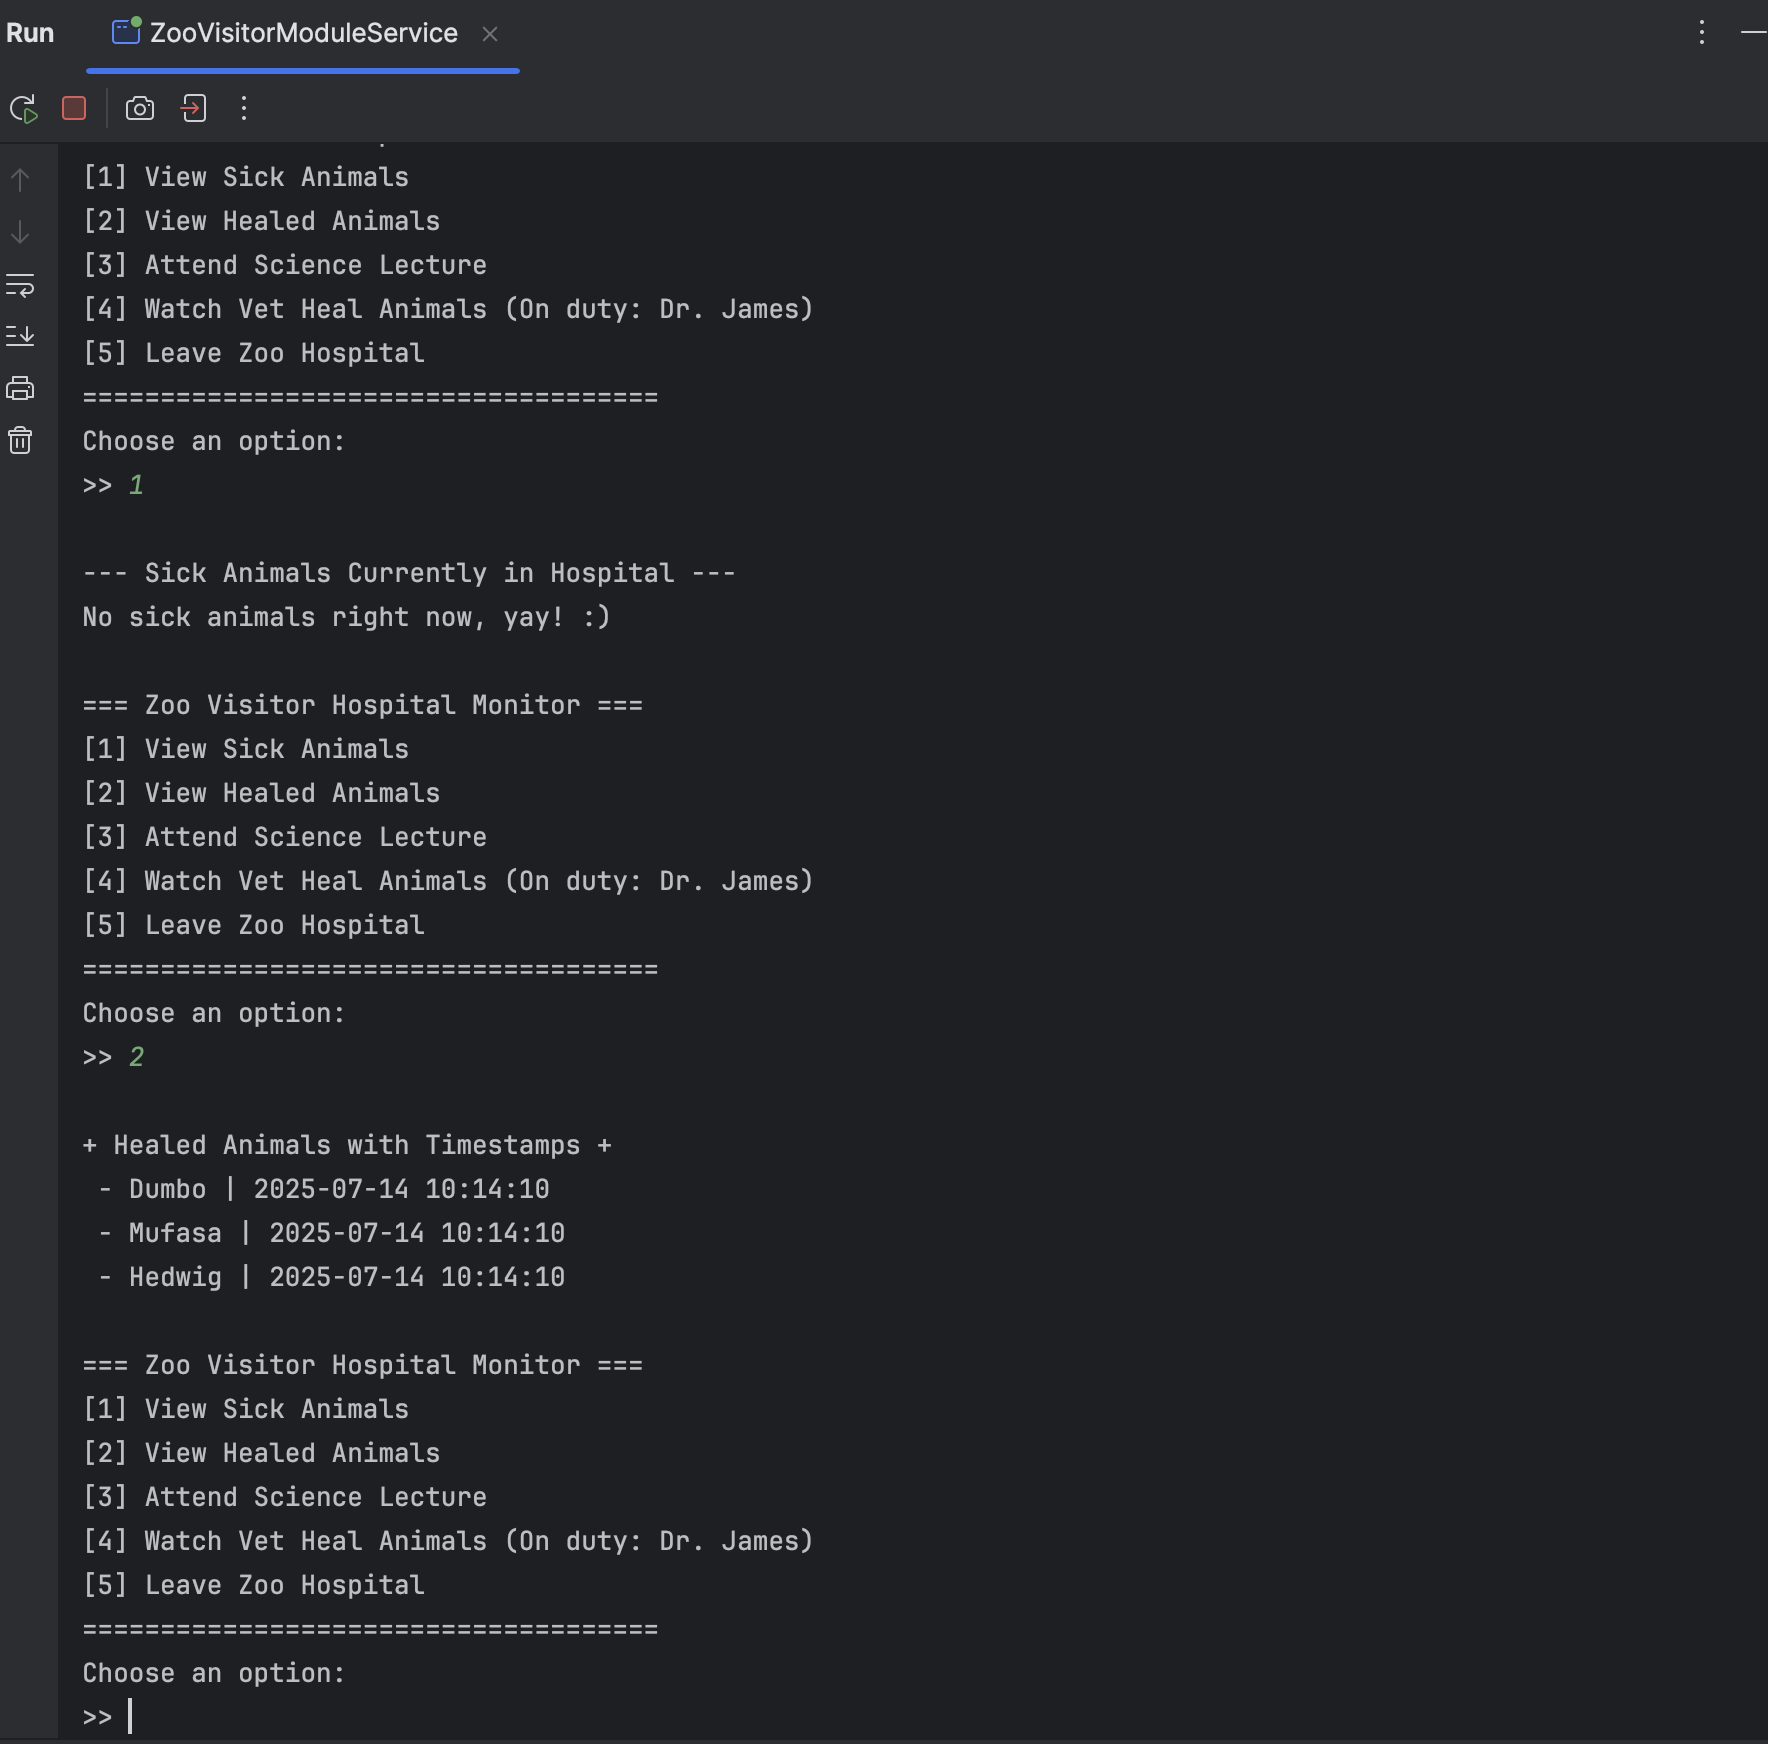 Run ZooVisitorModuleService
[1] View Sick Animals
[2] View Healed Animals
[3] Attend Science Lecture
[4] Watch Vet Heal Animals (On duty: Dr. James)
[5] Leave Zoo Hospital
=====================================
Choose an option:
>> 1
--- Sick Animals Currently in Hospital ---
No sick animals right now, yay! :)
=== Zoo Visitor Hospital Monitor ===
[1] View Sick Animals
[2] View Healed Animals
[3] Attend Science Lecture
[4] Watch Vet Heal Animals (On duty: Dr. James)
[5] Leave Zoo Hospital
=====================================
Choose an option:
>> 2
+ Healed Animals with Timestamps +
- Dumbo | 2025-07-14 10:14:10
- Mufasa | 2025-07-14 10:14:10
- Hedwig | 2025-07-14 10:14:10
=== Zoo Visitor Hospital Monitor ===
[1] View Sick Animals
[2] View Healed Animals
[3] Attend Science Lecture
[4] Watch Vet Heal Animals (On duty: Dr. James)
[5] Leave Zoo Hospital
=====================================
Choose an option:
>>